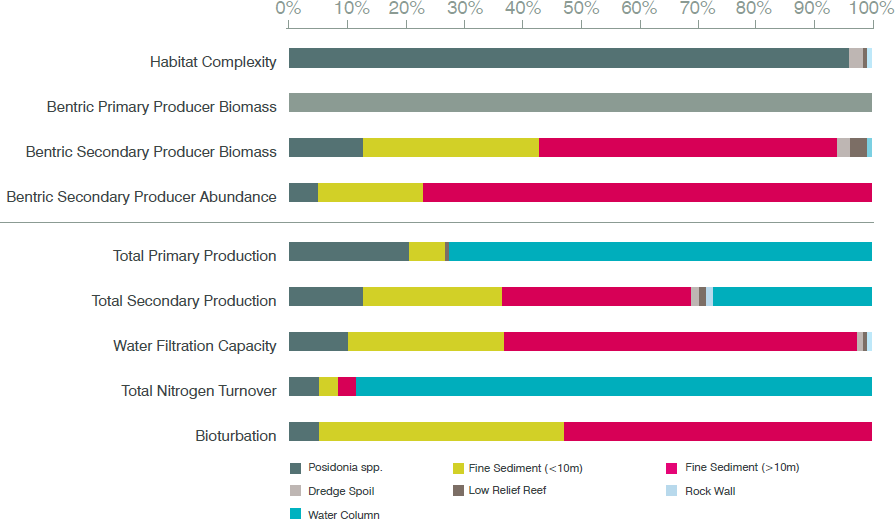 0% 10% 20% 30% 40% 50% 60% 70% 80% 90% 100%
Habitat Complexity
Bentric Primary Producer Biomass
Bentric Secondary Producer Biomass
Bentric Secondary Producer Abundance
Total Primary Production
Total Secondary Production
Water Filtration Capacity
Total Nitrogen Turnover
Bioturbation
Posidonia spp. Fine Sediment (<10m) Fine Sediment (>10m)
Dredge Spoil Low Relief Reef Rock Wall
Water Column